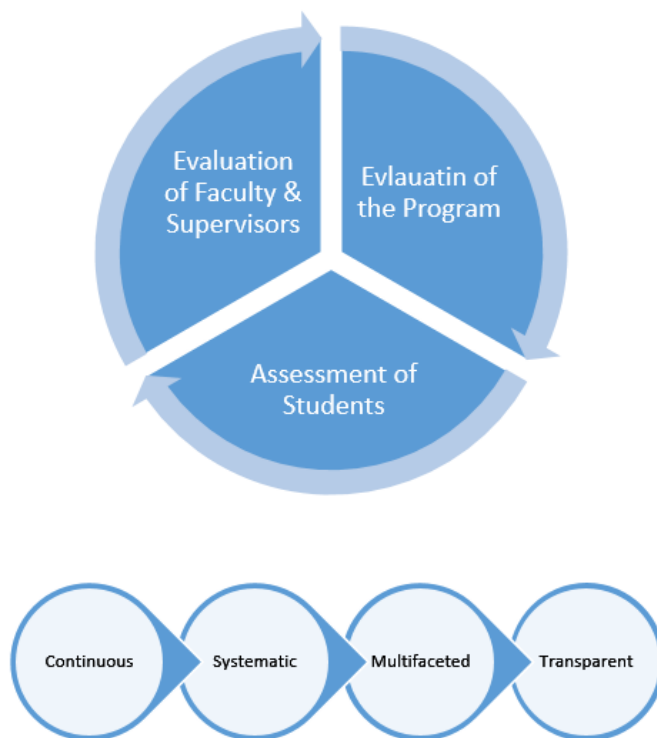 Evaluation
of Faculty &
Supervisors
Evlauatin of
the Program
Assessment of
Students
Continuous
Systematic
Multifaceted
Transparent